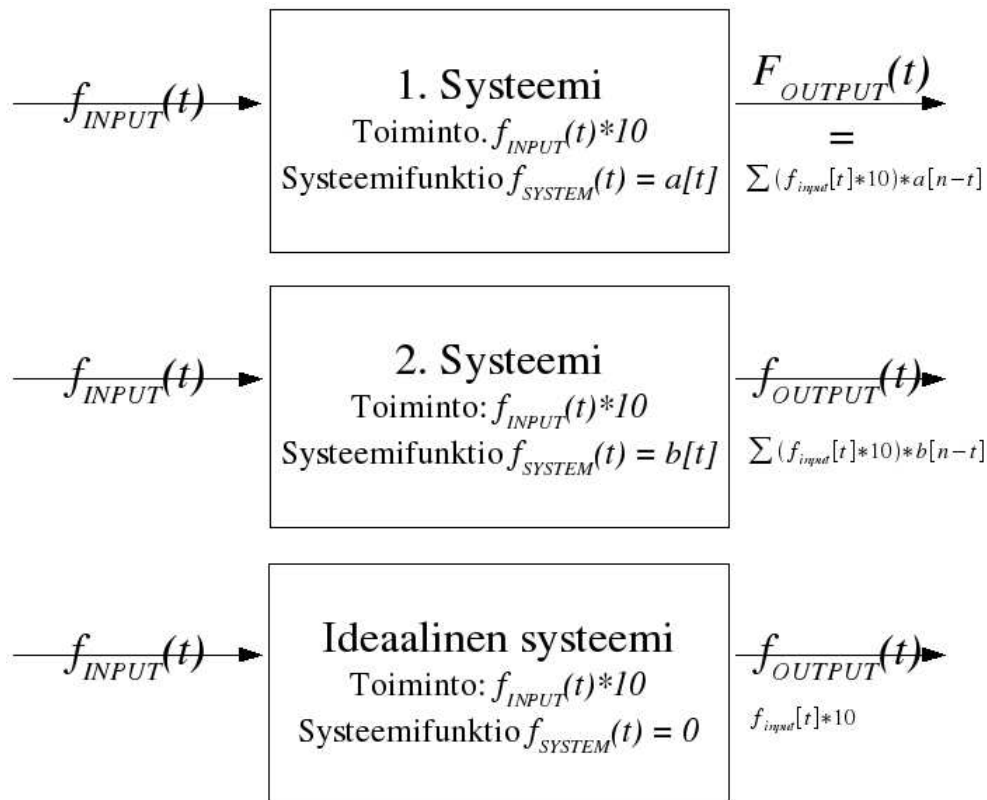 f_INPUT(t)
1. Systeemi
Toiminto. f_INPUT(t)*10
Systeemifunktio f_SYSTEM(t) = a[t]
F_OUTPUT(t)
=
∑(f_input[t]*10)*a[n-t]
f_INPUT(t)
2. Systeemi
Toiminto: f_INPUT(t)*10
Systeemifunktio f_SYSTEM(t) = b[t]
f_OUTPUT(t)
∑(f_input[t]*10)*b[n-t]
f_INPUT(t)
Ideaalinen systeemi
Toiminto: f_INPUT(t)*10
Systeemifunktio f_SYSTEM(t) = 0
f_OUTPUT(t)
f_input[t]*10